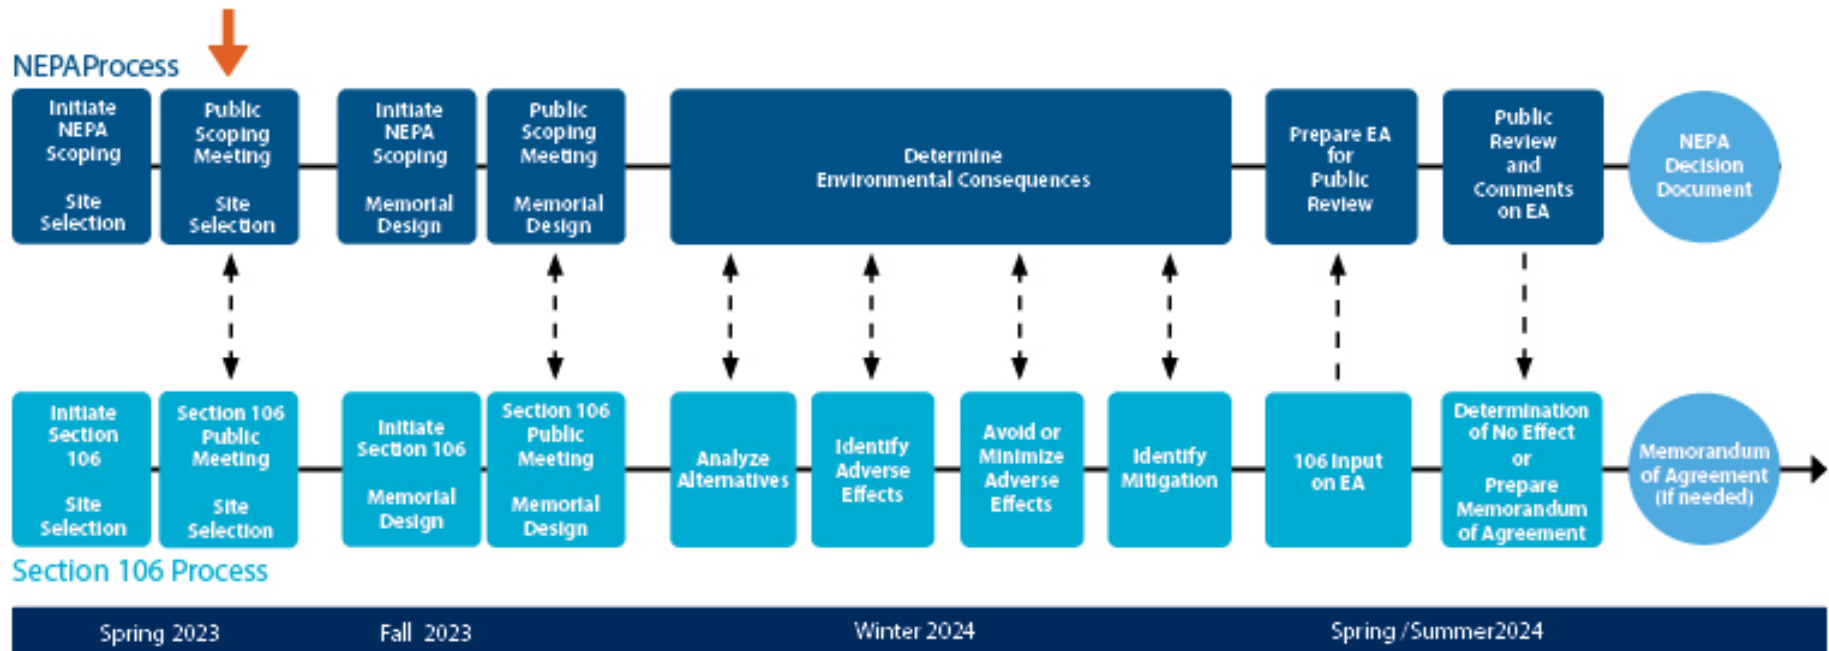 NEPAProcess
Initiate
NEPA
Scoping
Site
Selection
Public
Scoping
Meeting
Site
Selection
Initiate
NEPA
Scoping
Memorial
Design
Public
Scoping
Meeting
Memorial
Design
Determine
Environmental Consequences
Prepare EA
for
Public
Review
Public
Review
and
Comments
on EA
NEPA
Decision
Document
Initiate
Section
106
Site
Selection
Section 106
Public
Meeting
Site
Selection
Initiate
Section 106
Memorial
Design
Section 106
Public
Meeting
Memorial
Design
Analyze
Alternatives
Identify
Adverse
Effects
Avoid or
Minimize
Adverse
Effects
Identify
Mitigation
106 Input
on EA
Determination
of No Effect
or
Prepare
Memorandum
of Agreement
Memorandum
of Agreement
(if needed)
Section 106 Process
Spring 2023
Fall 2023
Winter 2024
Spring /Summer2024